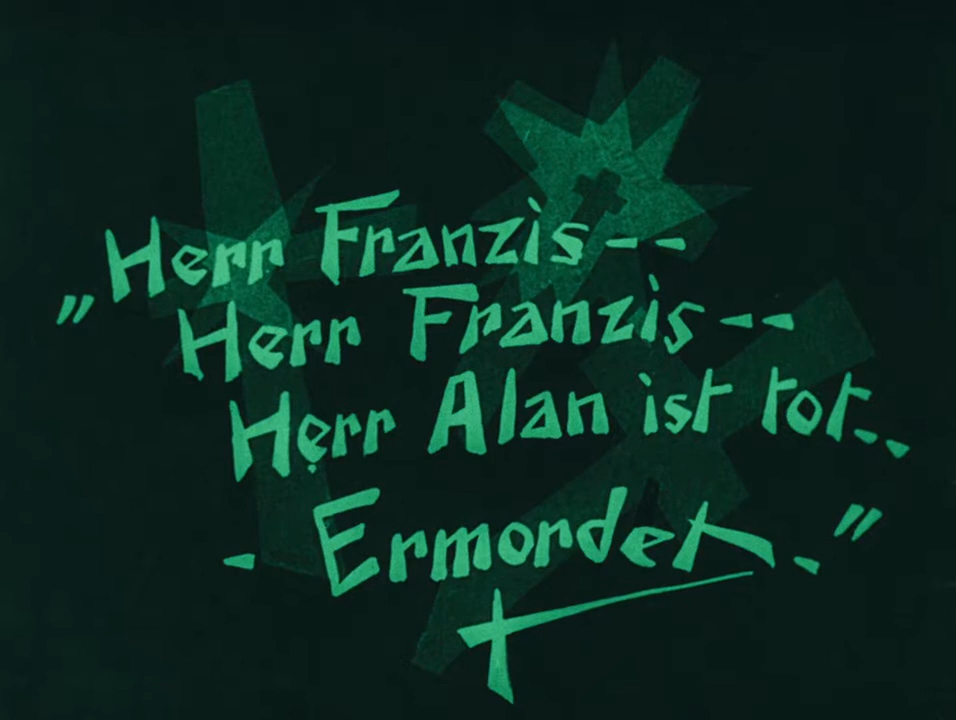 „Herr Franzis--
Herr Franzis--
Herr Alan ist tot--
- Ermordet -"